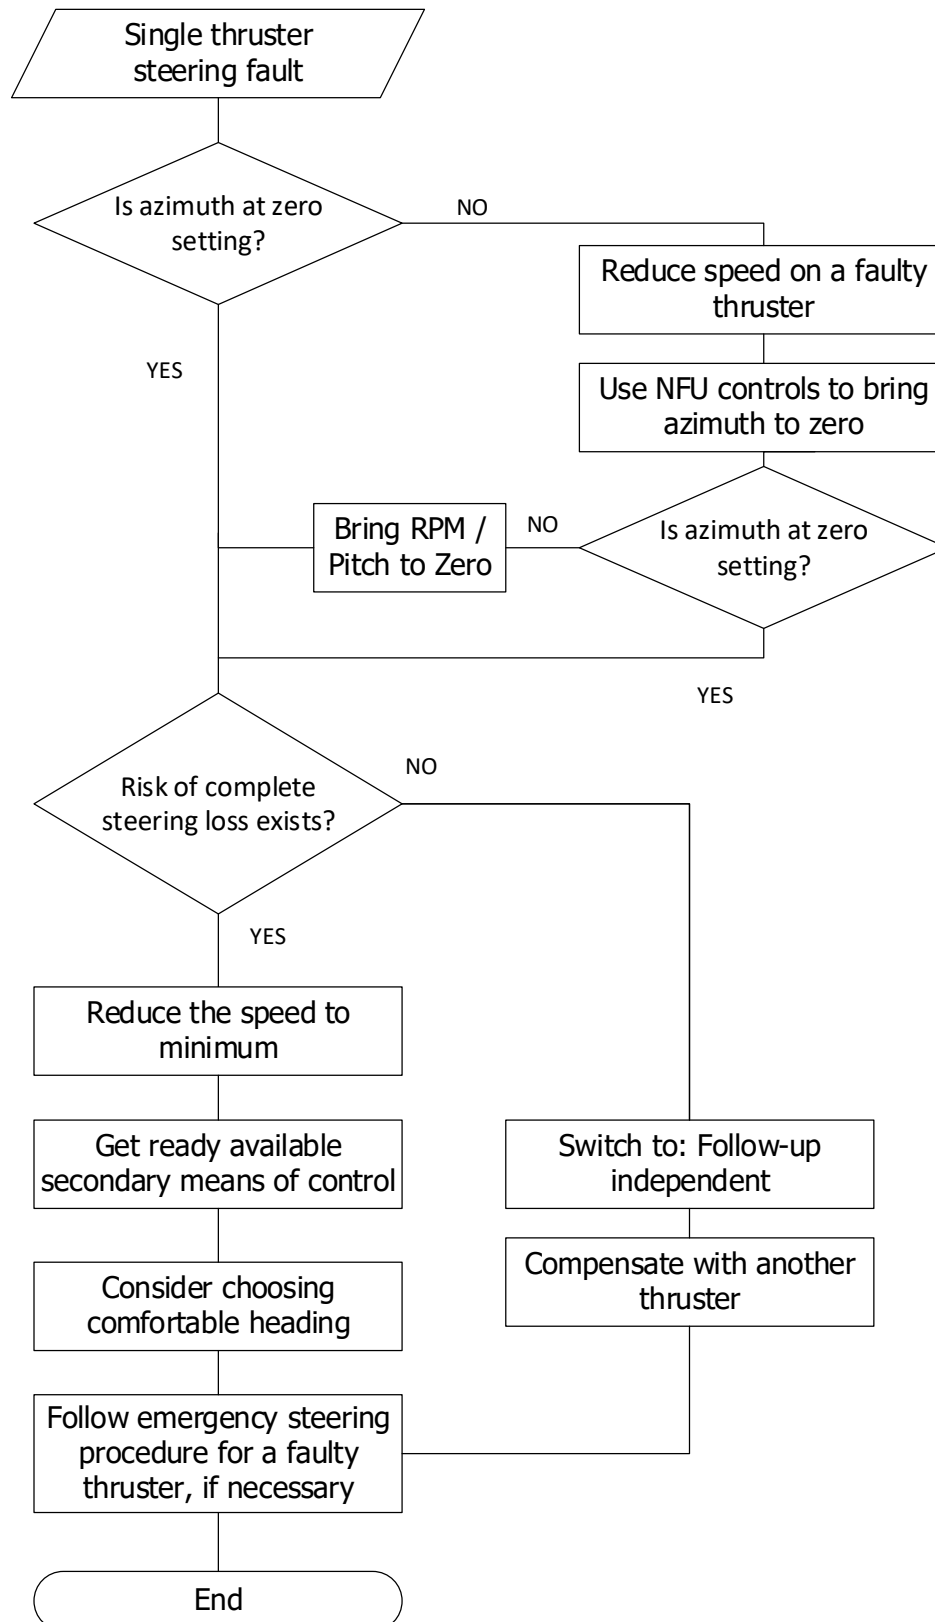 Single thruster
steering fault
Is azimuth at zero
setting?
NO
Reduce speed on a faulty
thruster
YES
Use NFU controls to bring
azimuth to zero
Bring RPM /
Pitch to Zero
NO
Is azimuth at zero
setting?
YES
Risk of complete
steering loss exists?
NO
YES
Reduce the speed to
minimum
Get ready available
secondary means of control
Switch to: Follow-up
independent
Compensate with another
thruster
Consider choosing
comfortable heading
Follow emergency steering
procedure for a faulty
thruster, if necessary
End